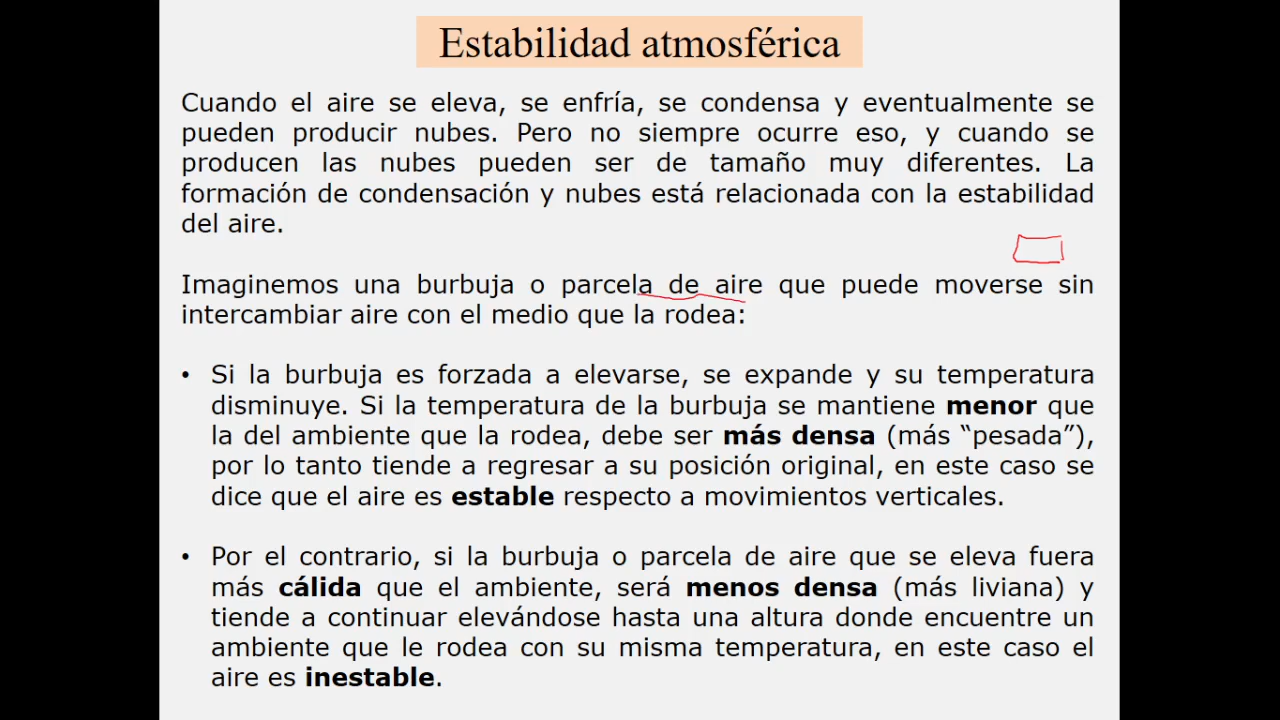 Estabilidad atmosférica
Cuando el aire se eleva, se enfría, se condensa y eventualmente se
pueden producir nubes. Pero no siempre ocurre eso, y cuando se
producen las nubes pueden ser de tamaño muy diferentes. La
formación de condensación y nubes está relacionada con la estabilidad
del aire.
Imaginemos una burbuja o parcela de aire que puede moverse sin
intercambiar aire con el medio que la rodea:
• Si la burbuja es forzada a elevarse, se expande y su temperatura
disminuye. Si la temperatura de la burbuja se mantiene menor que
la del ambiente que la rodea, debe ser más densa (más “pesada”),
por lo tanto tiende a regresar a su posición original, en este caso se
dice que el aire es estable respecto a movimientos verticales.
• Por el contrario, si la burbuja o parcela de aire que se eleva fuera
más cálida que el ambiente, será menos densa (más liviana) y
tiende a continuar elevándose hasta una altura donde encuentre un
ambiente que le rodea con su misma temperatura, en este caso el
aire es inestable.